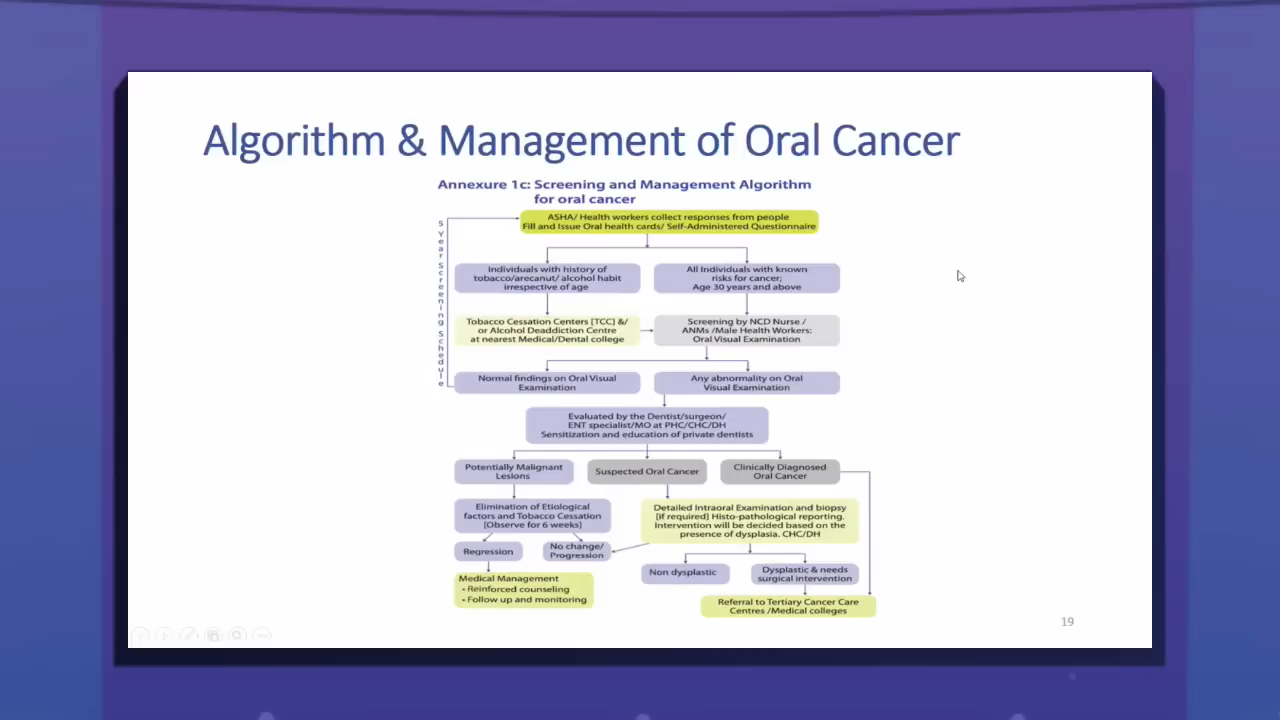 Algorithm & Management of Oral Cancer
Annexure 1c: Screening and Management Algorithm
for oral cancer
5 Year Screening Schedule
ASHA/ Health workers collect responses from people
Fill and Issue Oral health cards/ Self-Administered Questionnaire
Individuals with history of
tobacco/arecanut/ alcohol habit
irrespective of age
All Individuals with known
risks for cancer;
Age 30 years and above
Tobacco Cessation Centers [TCC] &/
or Alcohol Deaddiction Centre
at nearest Medical/Dental college
Screening by NCD Nurse /
ANMs /Male Health Workers:
Oral Visual Examination
Normal findings on Oral Visual
Examination
Any abnormality on Oral
Visual Examination
Evaluated by the Dentist/surgeon/
ENT specialist/MO at PHC/CHC/DH
Sensitization and education of private dentists
Potentially Malignant
Lesions
Suspected Oral Cancer
Clinically Diagnosed
Oral Cancer
Elimination of Etiological
factors and Tobacco Cessation
[Observe for 6 weeks]
Detailed Intraoral Examination and biopsy
[if required] Histo-pathological reporting.
Intervention will be decided based on the
presence of dysplasia. CHC/DH
Regression
No change/
Progression
Non dysplastic
Dysplastic & needs
surgical intervention
Medical Management
• Reinforced counseling
• Follow up and monitoring
Referral to Tertiary Cancer Care
Centres /Medical colleges
19